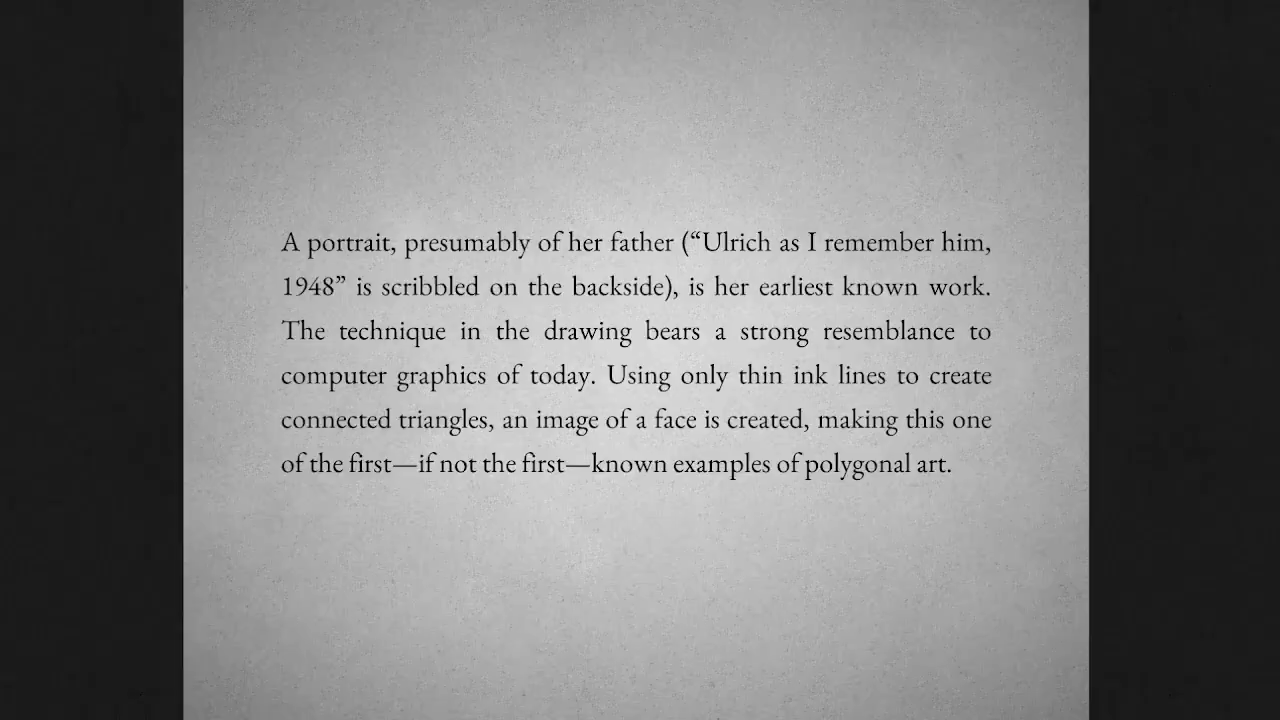 A portrait, presumably of her father (“Ulrich as I remember him,
1948” is scribbled on the backside), is her earliest known work.
The technique in the drawing bears a strong resemblance to
computer graphics of today. Using only thin ink lines to create
connected triangles, an image of a face is created, making this one
of the first—if not the first—known examples of polygonal art.